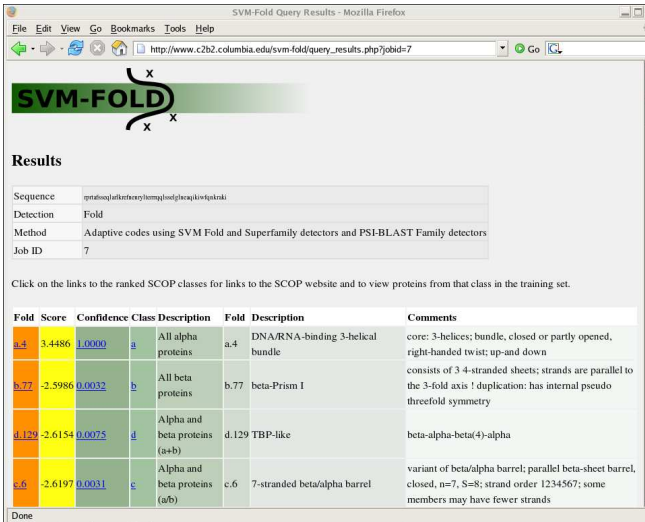 SVM-Fold Query Results - Mozilla Firefox
File Edit View Go Bookmarks Tools Help
http://www.c2b2.columbia.edu/svm-fold/query_results.php?jobid=7 Go
SVM-FOLD
x
x
x
Results
Sequence
Detection Fold
Method Adaptive codes using SVM Fold and Superfamily detectors and PSI-BLAST Family detectors
Job ID 7
Click on the links to the ranked SCOP classes for links to the SCOP website and to view proteins from that class in the training set.
Fold Score Confidence Class Description Fold Description Comments
a.4 3.4486 1.0000 a All alpha proteins a.4 DNA/RNA-binding 3-helical bundle core: 3-helices; bundle, closed or partly opened, right-handed twist; up-and down
b.77 -2.5986 0.0032 b All beta proteins b.77 beta-Prism I consists of 3 4-stranded sheets; strands are parallel to the 3-fold axis ! duplication: has internal pseudo threefold symmetry
d.129 -2.6154 0.0075 d Alpha and beta proteins (a+b) d.129 TBP-like beta-alpha-beta(4)-alpha
c.6 -2.6197 0.0031 c Alpha and beta proteins (a/b) c.6 7-stranded beta/alpha barrel variant of beta/alpha barrel; parallel beta-sheet barrel, closed, n=7, S=8; strand order 1234567; some members may have fewer strands
Done